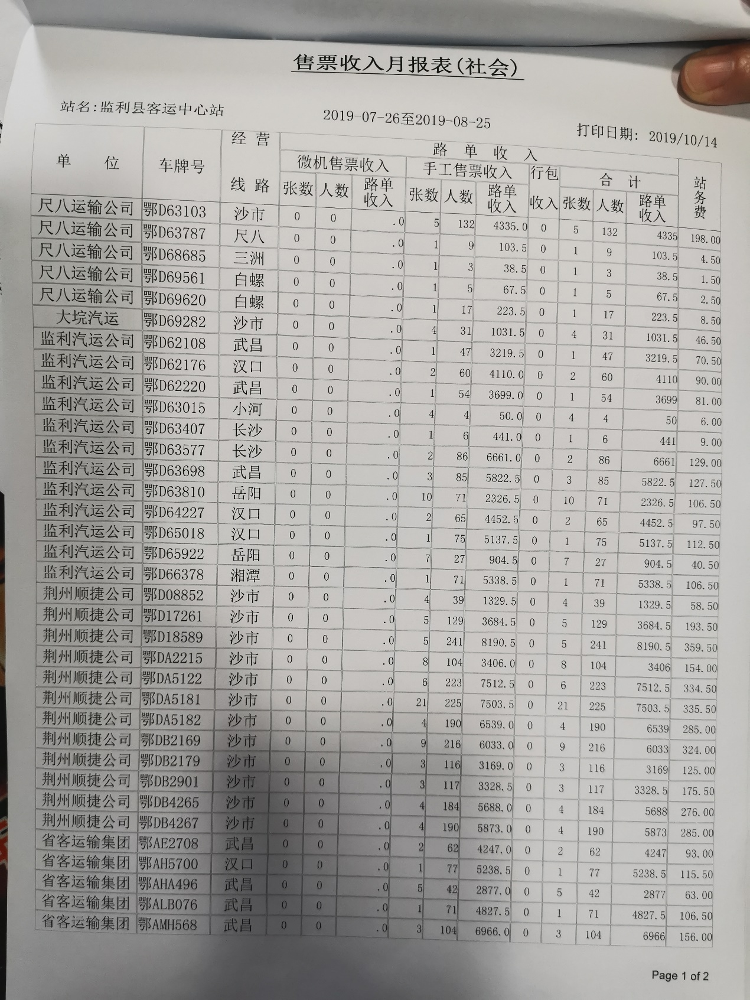 售票收入月报表(社会)
站名:监利县客运中心站 2019-07-26至2019-08-25 打印日期: 2019/10/14
单 位 车牌号 经 营 线 路 路 单 收 入 站务费
微机售票收入 手工售票收入 行包收入 合 计
张数 人数 路单收入 张数 人数 路单收入 张数 人数 路单收入
尺八运输公司 鄂D63103 沙市 0 0 .0 5 132 4335.0 0 5 132 4335 198.00
尺八运输公司 鄂D63787 尺八 0 0 .0 1 9 103.5 0 1 9 103.5 4.50
尺八运输公司 鄂D68685 三洲 0 0 .0 1 3 38.5 0 1 3 38.5 1.50
尺八运输公司 鄂D69561 白螺 0 0 .0 1 5 67.5 0 1 5 67.5 2.50
尺八运输公司 鄂D69620 白螺 0 0 .0 1 17 223.5 0 1 17 223.5 8.50
大垸汽运 鄂D69282 沙市 0 0 .0 4 31 1031.5 0 4 31 1031.5 46.50
监利汽运公司 鄂D62108 武昌 0 0 .0 1 47 3219.5 0 1 47 3219.5 70.50
监利汽运公司 鄂D62176 汉口 0 0 .0 2 60 4110.0 0 2 60 4110 90.00
监利汽运公司 鄂D62220 武昌 0 0 .0 1 54 3699.0 0 1 54 3699 81.00
监利汽运公司 鄂D63015 小河 0 0 .0 4 4 50.0 0 4 4 50 6.00
监利汽运公司 鄂D63407 长沙 0 0 .0 1 6 441.0 0 1 6 441 9.00
监利汽运公司 鄂D63577 长沙 0 0 .0 2 86 6661.0 0 2 86 6661 129.00
监利汽运公司 鄂D63698 武昌 0 0 .0 3 85 5822.5 0 3 85 5822.5 127.50
监利汽运公司 鄂D63810 岳阳 0 0 .0 10 71 2326.5 0 10 71 2326.5 106.50
监利汽运公司 鄂D64227 汉口 0 0 .0 2 65 4452.5 0 2 65 4452.5 97.50
监利汽运公司 鄂D65018 汉口 0 0 .0 1 75 5137.5 0 1 75 5137.5 112.50
监利汽运公司 鄂D65922 岳阳 0 0 .0 7 27 904.5 0 7 27 904.5 40.50
监利汽运公司 鄂D66378 湘潭 0 0 .0 1 71 5338.5 0 1 71 5338.5 106.50
荆州顺捷公司 鄂D08852 沙市 0 0 .0 4 39 1329.5 0 4 39 1329.5 58.50
荆州顺捷公司 鄂D17261 沙市 0 0 .0 5 129 3684.5 0 5 129 3684.5 193.50
荆州顺捷公司 鄂D18589 沙市 0 0 .0 5 241 8190.5 0 5 241 8190.5 359.50
荆州顺捷公司 鄂DA2215 沙市 0 0 .0 8 104 3406.0 0 8 104 3406 154.00
荆州顺捷公司 鄂DA5122 沙市 0 0 .0 6 223 7512.5 0 6 223 7512.5 334.50
荆州顺捷公司 鄂DA5181 沙市 0 0 .0 21 225 7503.5 0 21 225 7503.5 335.50
荆州顺捷公司 鄂DA5182 沙市 0 0 .0 4 190 6539.0 0 4 190 6539 285.00
荆州顺捷公司 鄂DB2169 沙市 0 0 .0 9 216 6033.0 0 9 216 6033 324.00
荆州顺捷公司 鄂DB2179 沙市 0 0 .0 3 116 3169.0 0 3 116 3169 125.00
荆州顺捷公司 鄂DB2901 沙市 0 0 .0 3 117 3328.5 0 3 117 3328.5 175.50
荆州顺捷公司 鄂DB4265 沙市 0 0 .0 4 184 5688.0 0 4 184 5688 276.00
荆州顺捷公司 鄂DB4267 沙市 0 0 .0 4 190 5873.0 0 4 190 5873 285.00
省客运输集团 鄂AE2708 武昌 0 0 .0 2 62 4247.0 0 2 62 4247 93.00
省客运输集团 鄂AH5700 汉口 0 0 .0 1 77 5238.5 0 1 77 5238.5 115.50
省客运输集团 鄂AHA496 武昌 0 0 .0 5 42 2877.0 0 5 42 2877 63.00
省客运输集团 鄂ALB076 武昌 0 0 .0 1 71 4827.5 0 1 71 4827.5 106.50
省客运输集团 鄂AMH568 武昌 0 0 .0 3 104 6966.0 0 3 104 6966 156.00
Page 1 of 2